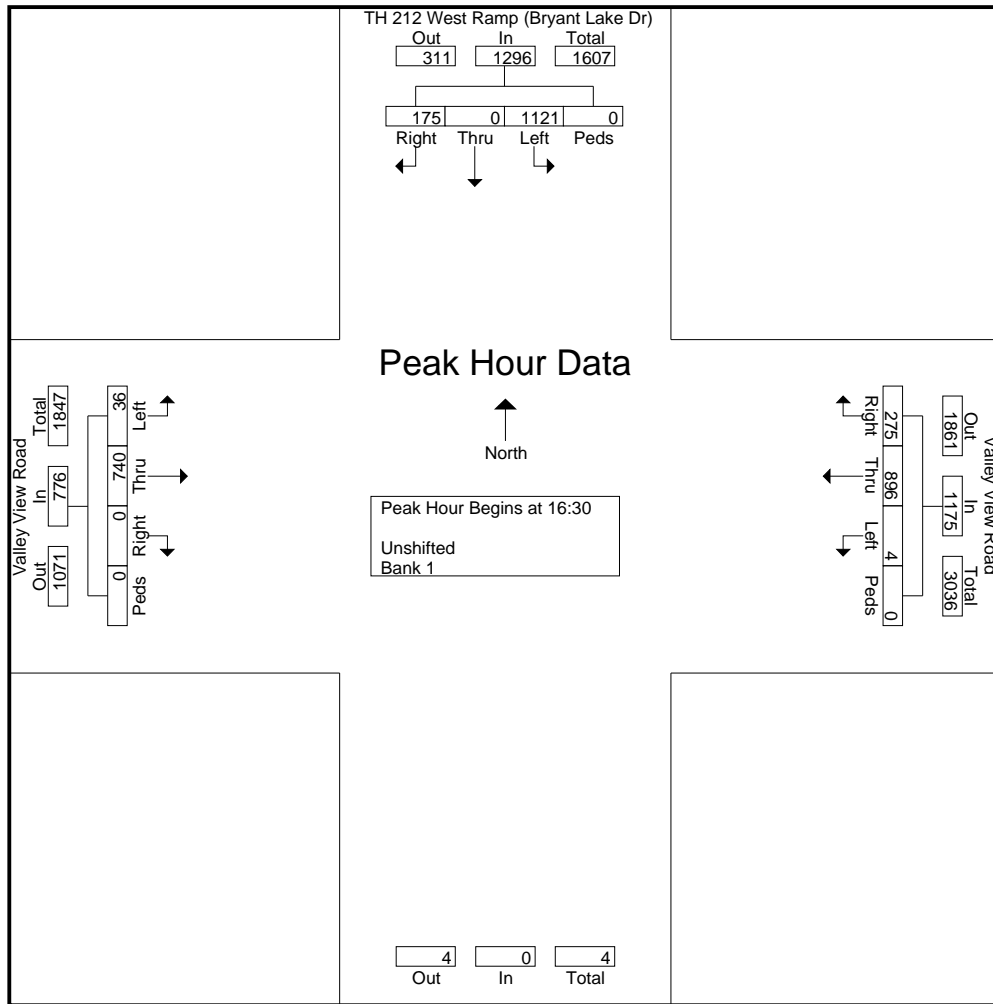 TH 212 West Ramp (Bryant Lake Dr)
Out In Total
311 1296 1607
175 0 1121 0
Right Thru Left Peds
Peak Hour Data
North
Peak Hour Begins at 16:30
Unshifted
Bank 1
Valley View Road
Out In Total
1071 776 1847
36 740 0 0
Left Thru Right Peds
Valley View Road
Out In Total
1861 1175 3036
275 896 4 0
Right Thru Left Peds
4 0 4
Out In Total